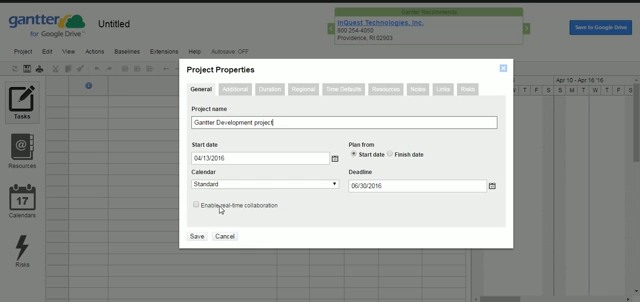 Gantter Recommends
gantter
for Google Drive™
Untitled
InQuest Technologies, Inc.
800 254-4050
Providence, RI 02903
Save to Google Drive
Project Edit View Actions Baselines Extensions Help Autosave: OFF
Project Properties
General Additional Duration Regional Time Defaults Resources Notes Links Risks
Project name
Gantter Development project
Start date
04/13/2016
Plan from
Start date Finish date
Calendar
Standard
Deadline
06/30/2016
Enable real-time collaboration
Save Cancel
Tasks
Resources
17
Calendars
Risks
Apr 10 - Apr 16 '16
W T F S S M T W T F S